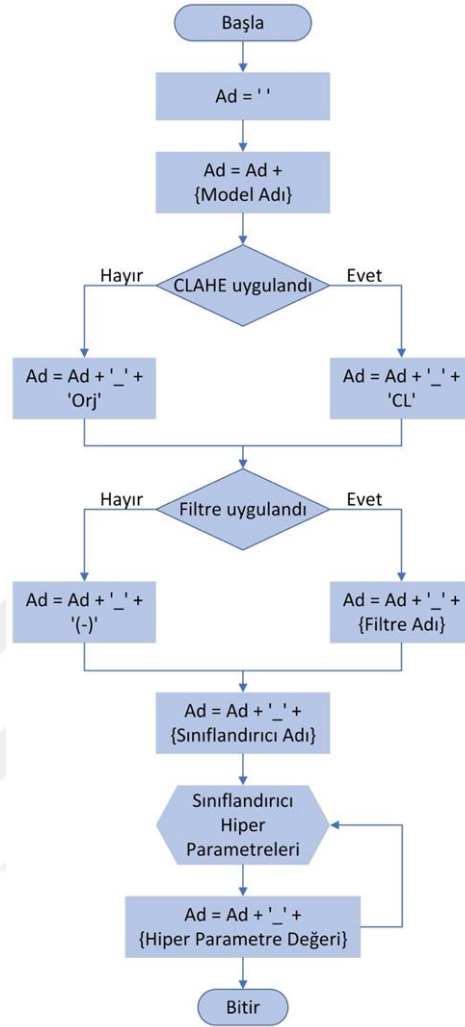 Başla
Ad = ' '
Ad = Ad +
{Model Adı}
Hayır
CLAHE uygulandı
Evet
Ad = Ad + '_' +
'Orj'
Ad = Ad + '_' +
'CL'
Hayır
Filtre uygulandı
Evet
Ad = Ad + '_' +
'(-)'
Ad = Ad + '_' +
{Filtre Adı}
Ad = Ad + '_' +
{Sınıflandırıcı Adı}
Sınıflandırıcı
Hiper
Parametreleri
Ad = Ad + '_' +
{Hiper Parametre Değeri}
Bitir